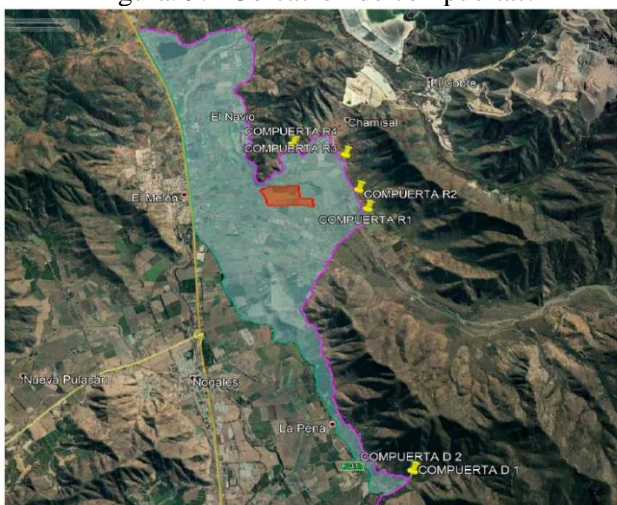 El Cobre
El Navio
Chamisal
COMPUERTA R4
COMPUERTA R3
El Melón
COMPUERTA R2
COMPUERTA R1
Nueva Pulacán
Nogales
La Peña
COMPUERTA D 2
COMPUERTA D 1